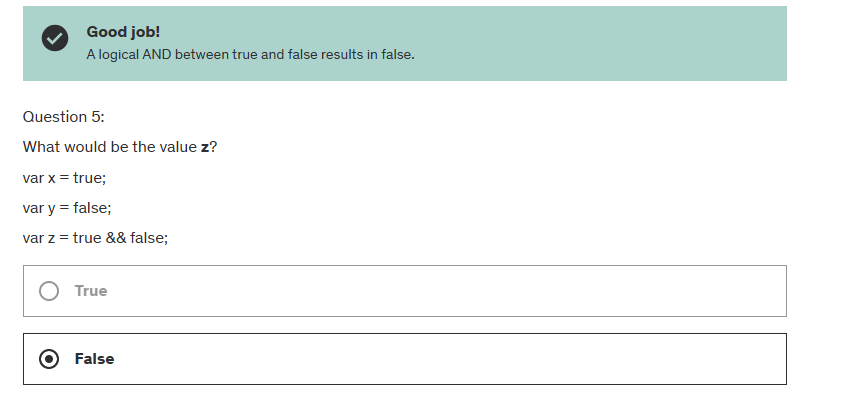 Good job!
A logical AND between true and false results in false.
Question 5:
What would be the value z?
var x = true;
var y = false;
var z = true && false;
True
False